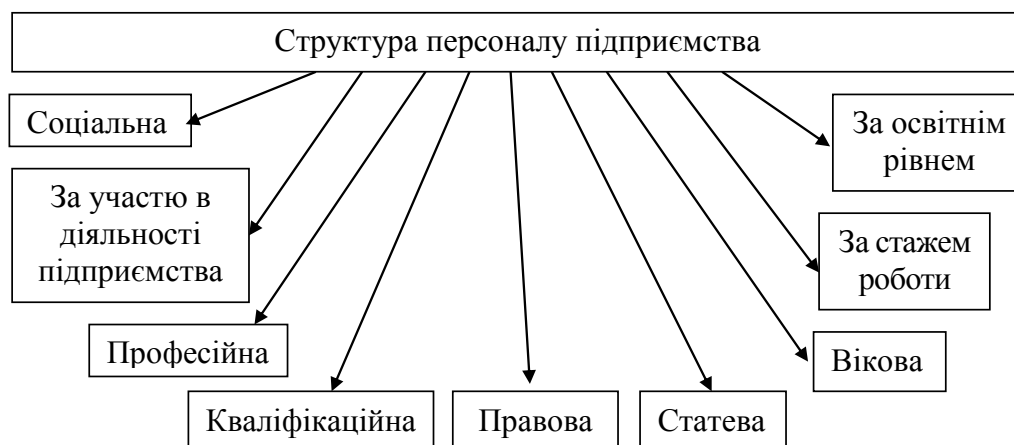 Структура персоналу підприємства
Соціальна
За участю в
діяльності
підприємства
Професійна
Кваліфікаційна
Правова
Статева
Вікова
За стажем
роботи
За освітнім
рівнем